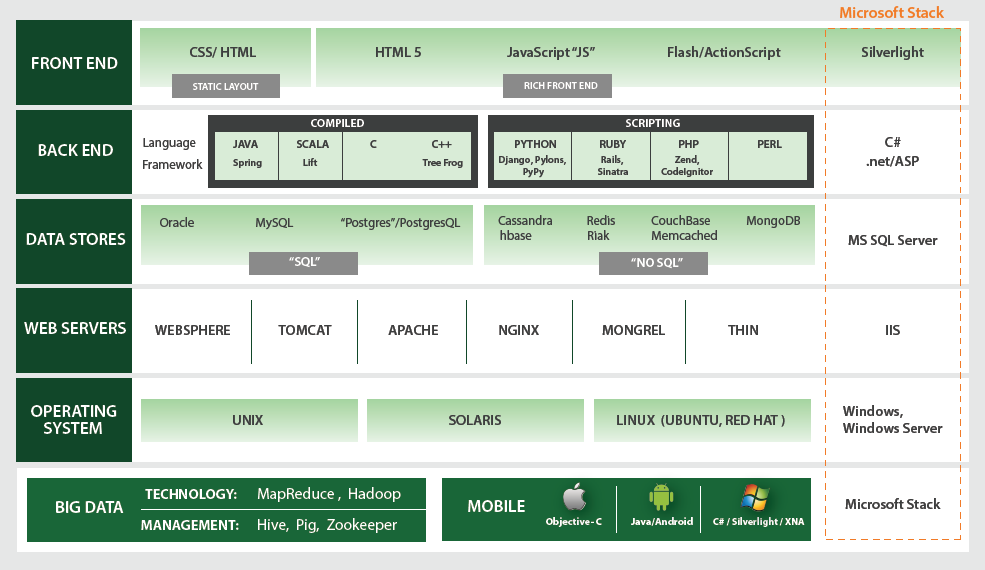 Microsoft Stack
FRONT END
CSS/ HTML
HTML 5
JavaScript “JS”
Flash/ActionScript
Silverlight
STATIC LAYOUT
RICH FRONT END
BACK END
Language
Framework
COMPILED
JAVA
Spring
SCALA
Lift
C
C++
Tree Frog
SCRIPTING
PYTHON
Django, Pylons,
PyPy
RUBY
Rails,
Sinatra
PHP
Zend,
CodeIgnitor
PERL
C#
.net/ASP
DATA STORES
Oracle
MySQL
“Postgres”/PostgresQL
“SQL”
Cassandra
hbase
Redis
Riak
CouchBase
Memcached
MongoDB
“NO SQL”
MS SQL Server
WEB SERVERS
WEBSPHERE
TOMCAT
APACHE
NGINX
MONGREL
THIN
IIS
OPERATING
SYSTEM
UNIX
SOLARIS
LINUX (UBUNTU, RED HAT )
Windows,
Windows Server
BIG DATA
TECHNOLOGY: MapReduce , Hadoop
MANAGEMENT: Hive, Pig, Zookeeper
MOBILE
Objective-C
Java/Android
C# / Silverlight / XNA
Microsoft Stack